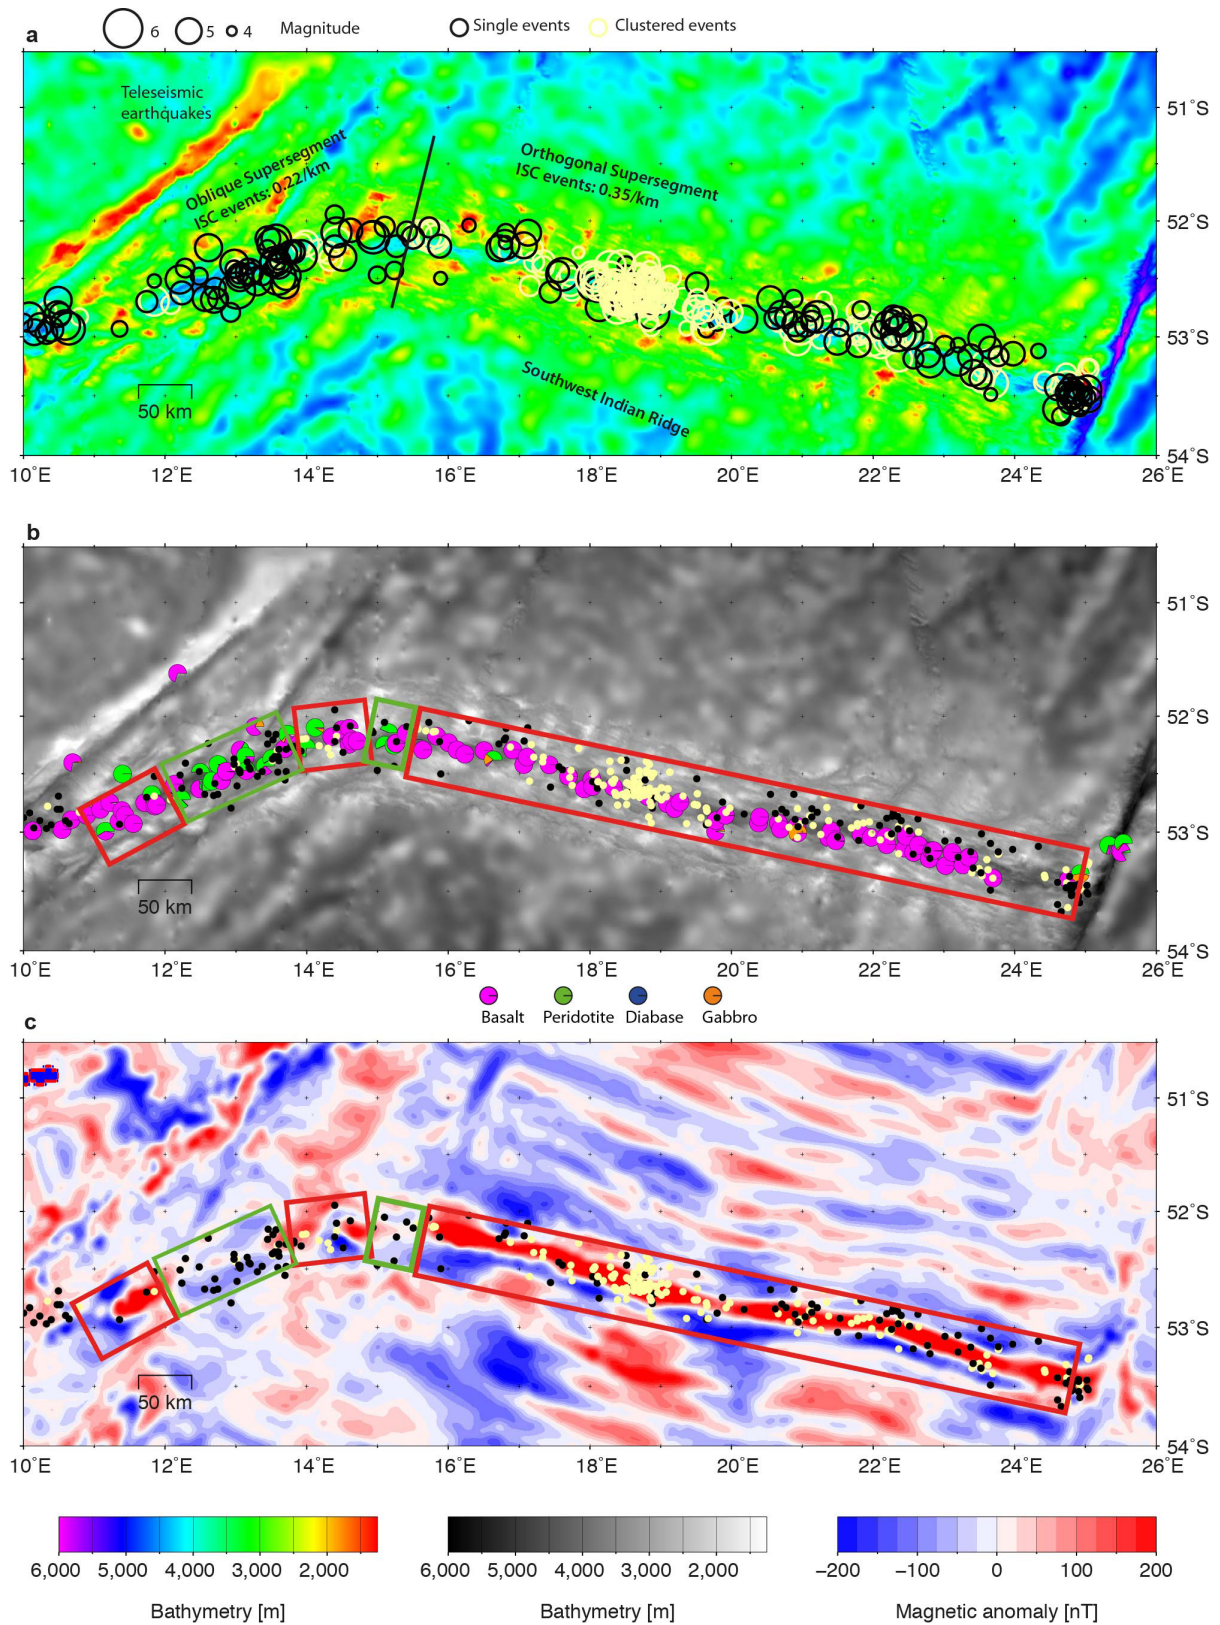 a
6 5 4 Magnitude Single events Clustered events
Teleseismic
earthquakes
Oblique Supersegment
ISC events: 0.22/km
Orthogonal Supersegment
ISC events: 0.35/km
Southwest Indian Ridge
50 km
51°S
52°S
53°S
54°S
10°E 12°E 14°E 16°E 18°E 20°E 22°E 24°E 26°E
b
51°S
52°S
53°S
50 km
54°S
10°E 12°E 14°E 16°E 18°E 20°E 22°E 24°E 26°E
Basalt Peridotite Diabase Gabbro
c
51°S
52°S
53°S
50 km
54°S
10°E 12°E 14°E 16°E 18°E 20°E 22°E 24°E 26°E
6,000 5,000 4,000 3,000 2,000
Bathymetry [m]
6,000 5,000 4,000 3,000 2,000
Bathymetry [m]
−200 −100 0 100 200
Magnetic anomaly [nT]